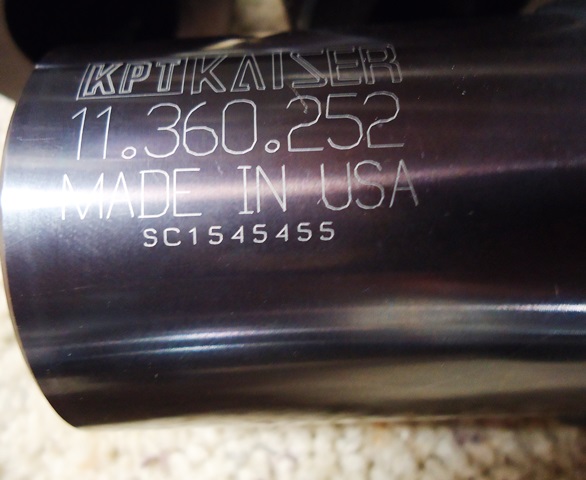 KPT KAISER
11.360.252
MADE IN USA
SC1545455